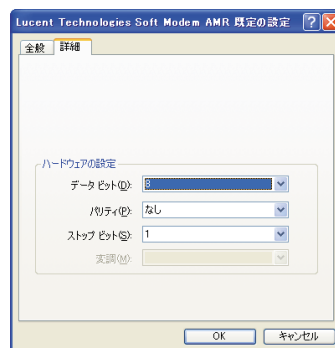 Lucent Technologies Soft Modem AMR 既定の設定
全般 詳細
ハードウェアの設定
データ ビット(D): 8
パリティ(P): なし
ストップ ビット(S): 1
変調(M):
OK キャンセル